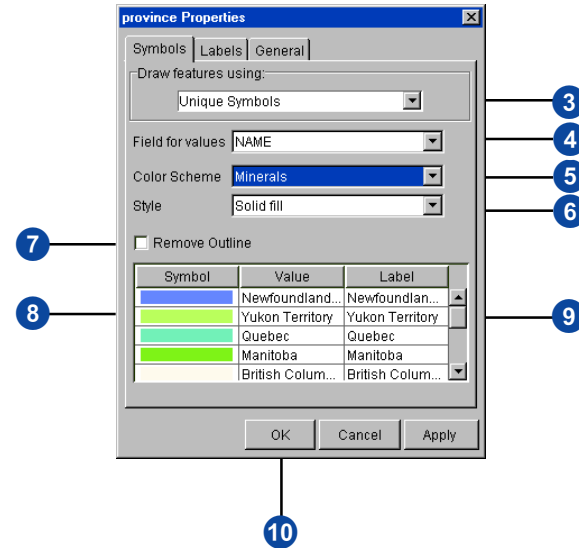 province Properties
Symbols Labels General
Draw features using:
Unique Symbols
3
Field for values NAME
4
Color Scheme Minerals
5
Style Solid fill
6
7
Remove Outline
Symbol Value Label
8
Newfoundland... Newfoundlan...
9
Yukon Territory Yukon Territory
Quebec Quebec
Manitoba Manitoba
British Colum... British Colum...
OK Cancel Apply
10